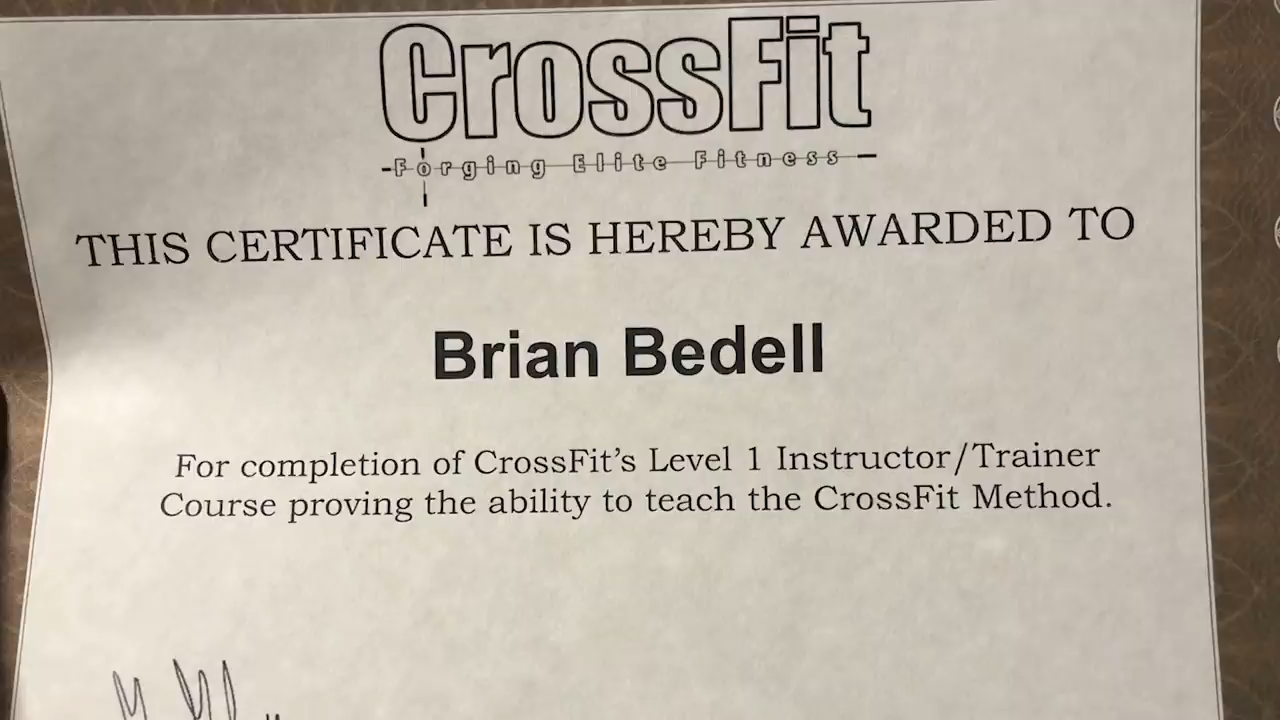 CrossFit
-Forging Elite Fitness-
THIS CERTIFICATE IS HEREBY AWARDED TO
Brian Bedell
For completion of CrossFit's Level 1 Instructor/Trainer
Course proving the ability to teach the CrossFit Method.